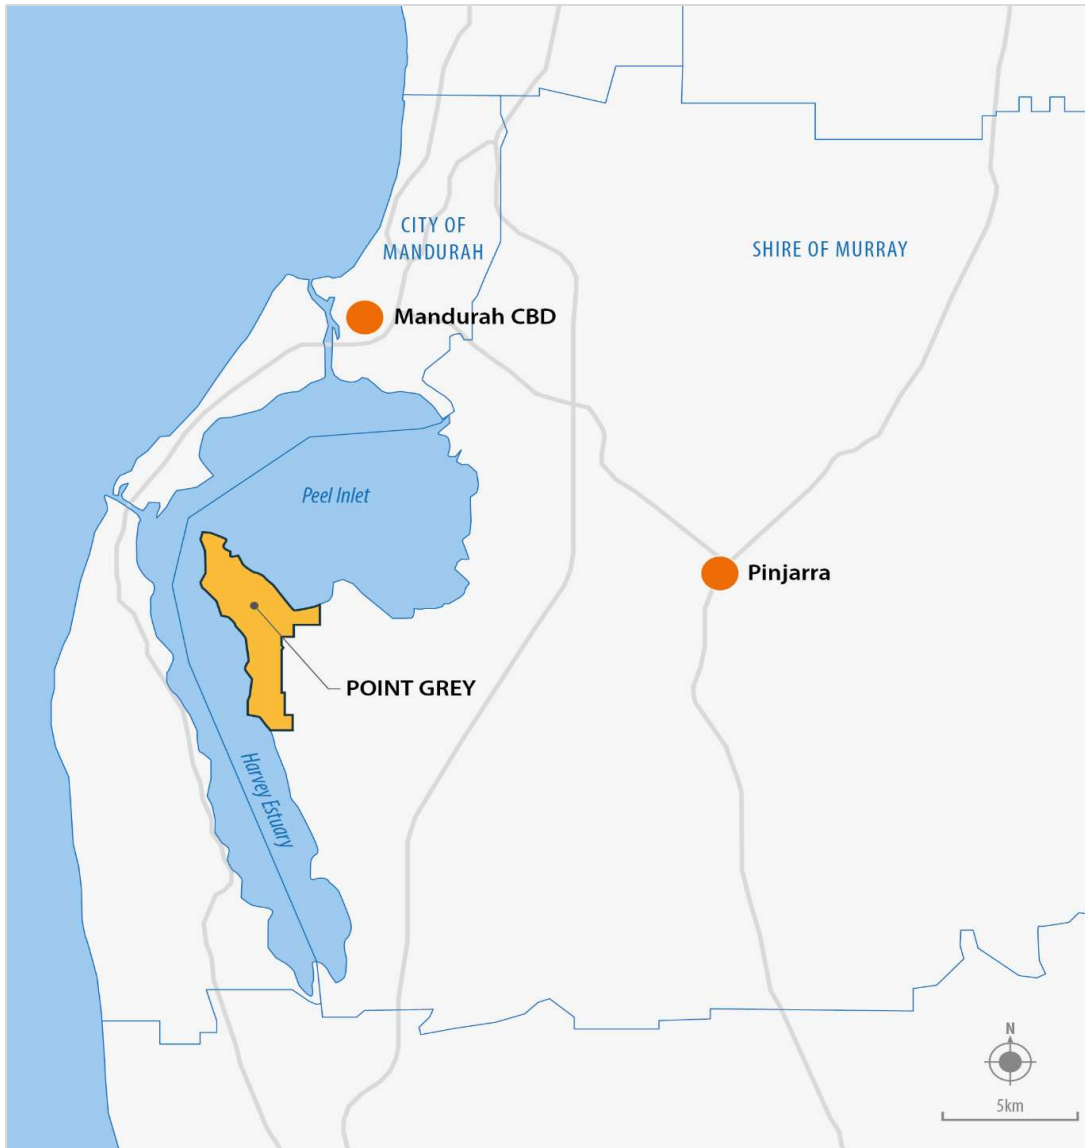 CITY OF
MANDURAH
SHIRE OF MURRAY
Mandurah CBD
Peel Inlet
Pinjarra
POINT GREY
Harvey Estuary
N
5km